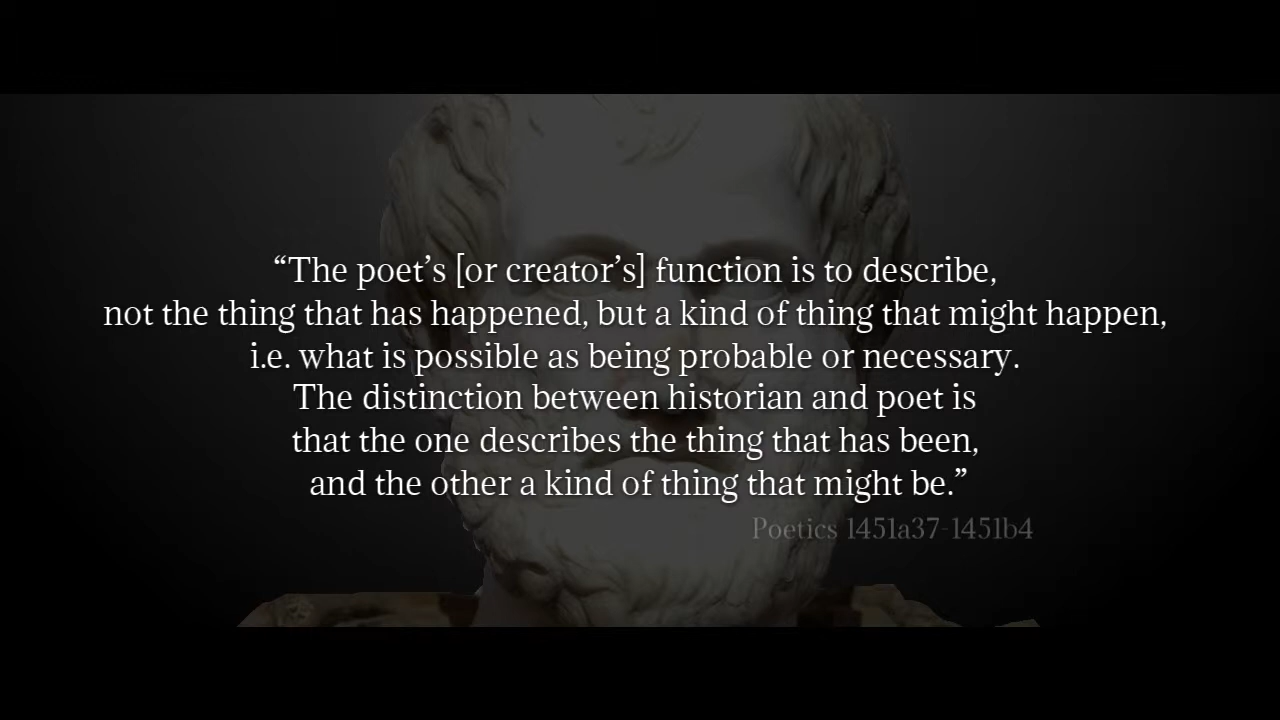 “The poet’s [or creator’s] function is to describe,
not the thing that has happened, but a kind of thing that might happen,
i.e. what is possible as being probable or necessary.
The distinction between historian and poet is
that the one describes the thing that has been,
and the other a kind of thing that might be.”
Poetics 1451a37-1451b4